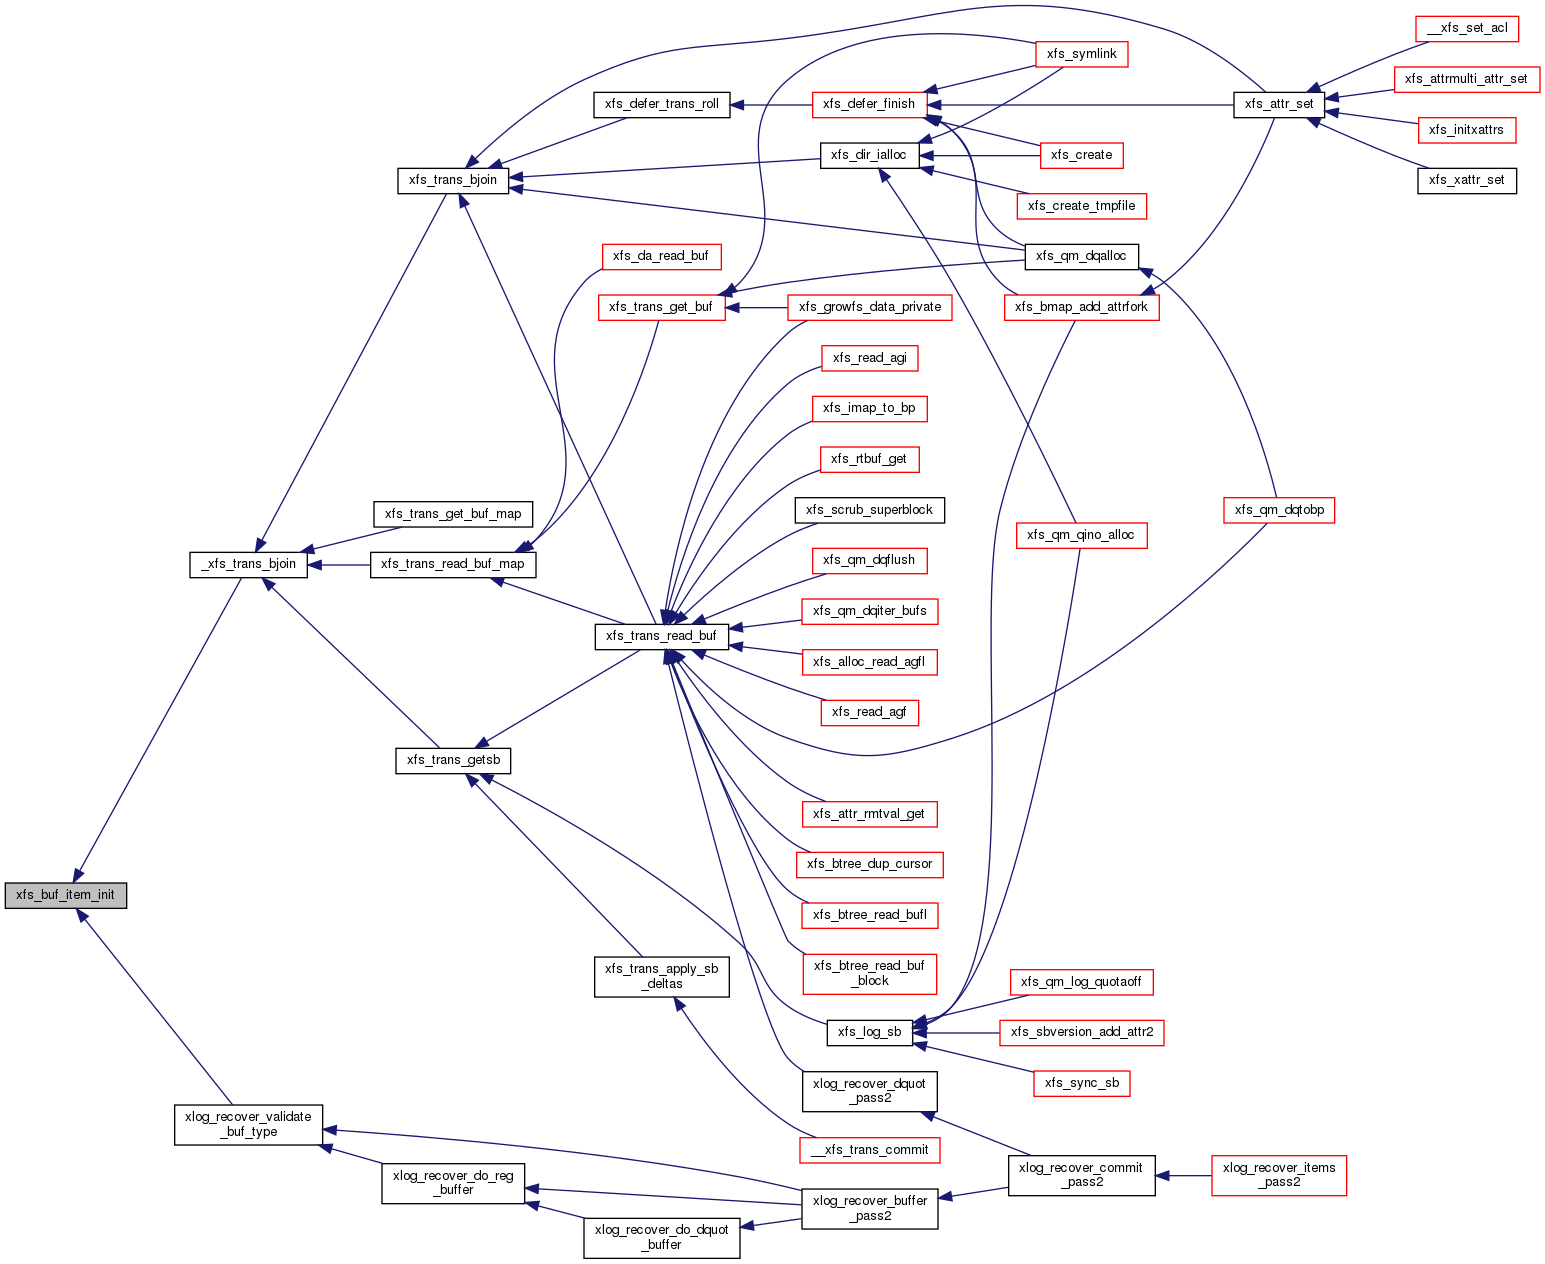 __xfs_set_acl
xfs_symlink
xfs_attrmulti_attr_set
xfs_defer_trans_roll
xfs_defer_finish
xfs_attr_set
xfs_initxattrs
xfs_dir_ialloc
xfs_create
xfs_trans_bjoin
xfs_xattr_set
xfs_create_tmpfile
xfs_da_read_buf
xfs_qm_dqalloc
xfs_trans_get_buf
xfs_growfs_data_private
xfs_bmap_add_attrfork
xfs_read_agi
xfs_imap_to_bp
xfs_rtbuf_get
xfs_trans_get_buf_map
xfs_scrub_superblock
xfs_qm_dqtobp
xfs_qm_qino_alloc
_xfs_trans_bjoin
xfs_trans_read_buf_map
xfs_qm_dqflush
xfs_qm_dqiter_bufs
xfs_trans_read_buf
xfs_alloc_read_agfl
xfs_read_agf
xfs_trans_getsb
xfs_attr_rmtval_get
xfs_btree_dup_cursor
xfs_buf_item_init
xfs_btree_read_bufl
xfs_btree_read_buf
_block
xfs_trans_apply_sb
_deltas
xfs_qm_log_quotaoff
xfs_log_sb
xfs_sbversion_add_attr2
xfs_sync_sb
xlog_recover_dquot
_pass2
xlog_recover_validate
_buf_type
__xfs_trans_commit
xlog_recover_commit
_pass2
xlog_recover_items
_pass2
xlog_recover_do_reg
_buffer
xlog_recover_buffer
_pass2
xlog_recover_do_dquot
_buffer